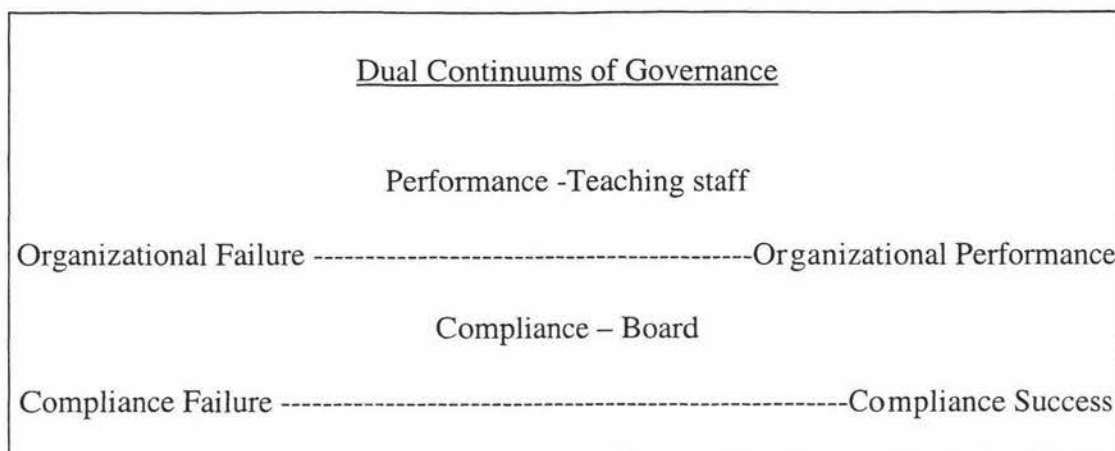 Dual Continuums of Governance
Performance -Teaching staff
Organizational Failure ------------------------------------------Organizational Performance
Compliance – Board
Compliance Failure ------------------------------------------------------Compliance Success